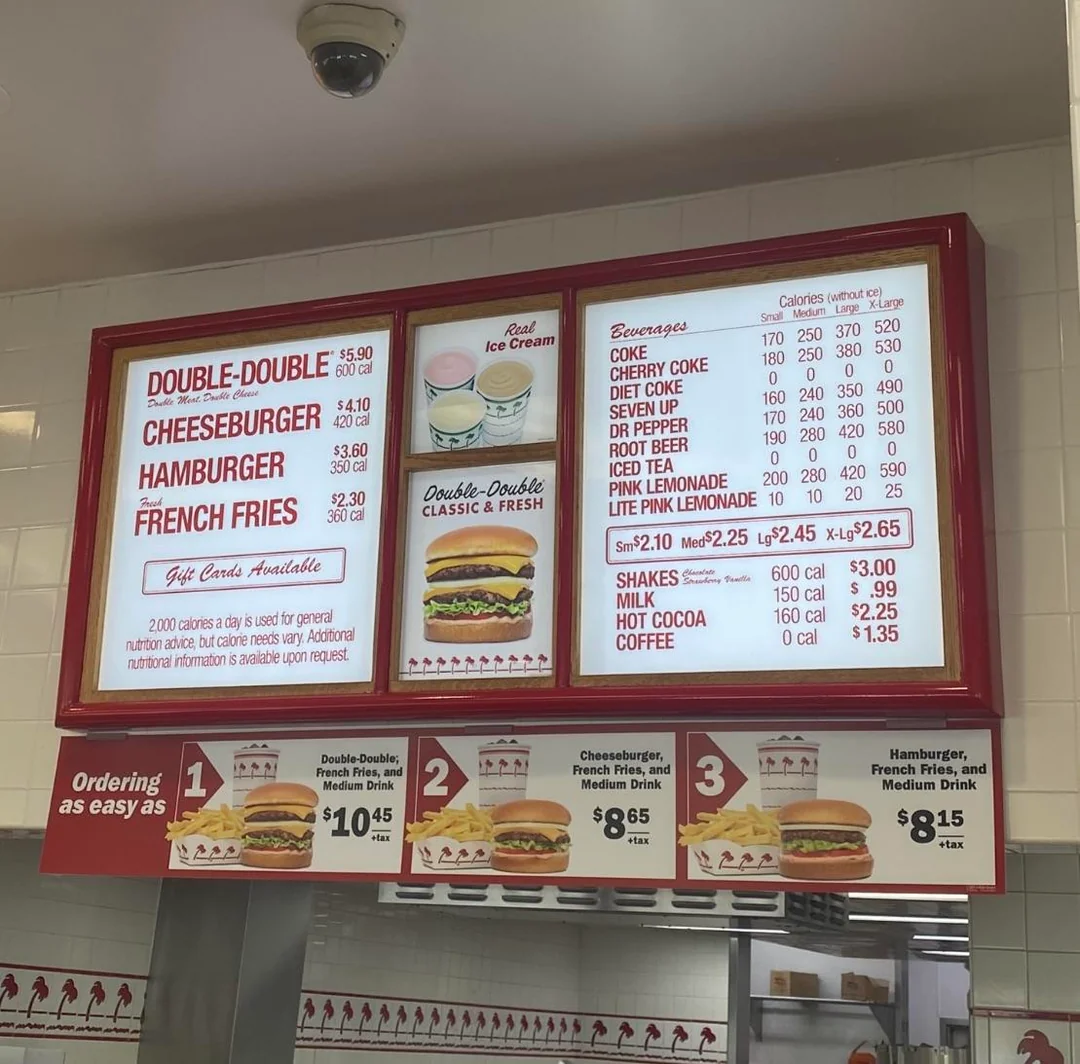 DOUBLE-DOUBLE® $5.90
Double Meat, Double Cheese 600 cal
CHEESEBURGER $4.10
420 cal
HAMBURGER $3.60
350 cal
Fresh
FRENCH FRIES $2.30
360 cal
Gift Cards Available
2,000 calories a day is used for general
nutrition advice, but calorie needs vary. Additional
nutritional information is available upon request.
Real
Ice Cream
Double-Double®
CLASSIC & FRESH
Calories (without ice)
Beverages Small Medium Large X-Large
COKE 170 250 370 520
CHERRY COKE 180 250 380 530
DIET COKE 0 0 0 0
SEVEN UP 160 240 350 490
DR PEPPER 170 240 360 500
ROOT BEER 190 280 420 580
ICED TEA 0 0 0 0
PINK LEMONADE 200 280 420 590
LITE PINK LEMONADE 10 10 20 25
Sm$2.10 Med$2.25 Lg$2.45 X-Lg$2.65
SHAKES Chocolate Strawberry Vanilla 600 cal $3.00
MILK 150 cal $ .99
HOT COCOA 160 cal $2.25
COFFEE 0 cal $1.35
Ordering
as easy as
1
Double-Double,®
French Fries, and
Medium Drink
$10 45
+tax
2
Cheeseburger,
French Fries, and
Medium Drink
$8 65
+tax
3
Hamburger,
French Fries, and
Medium Drink
$8 15
+tax